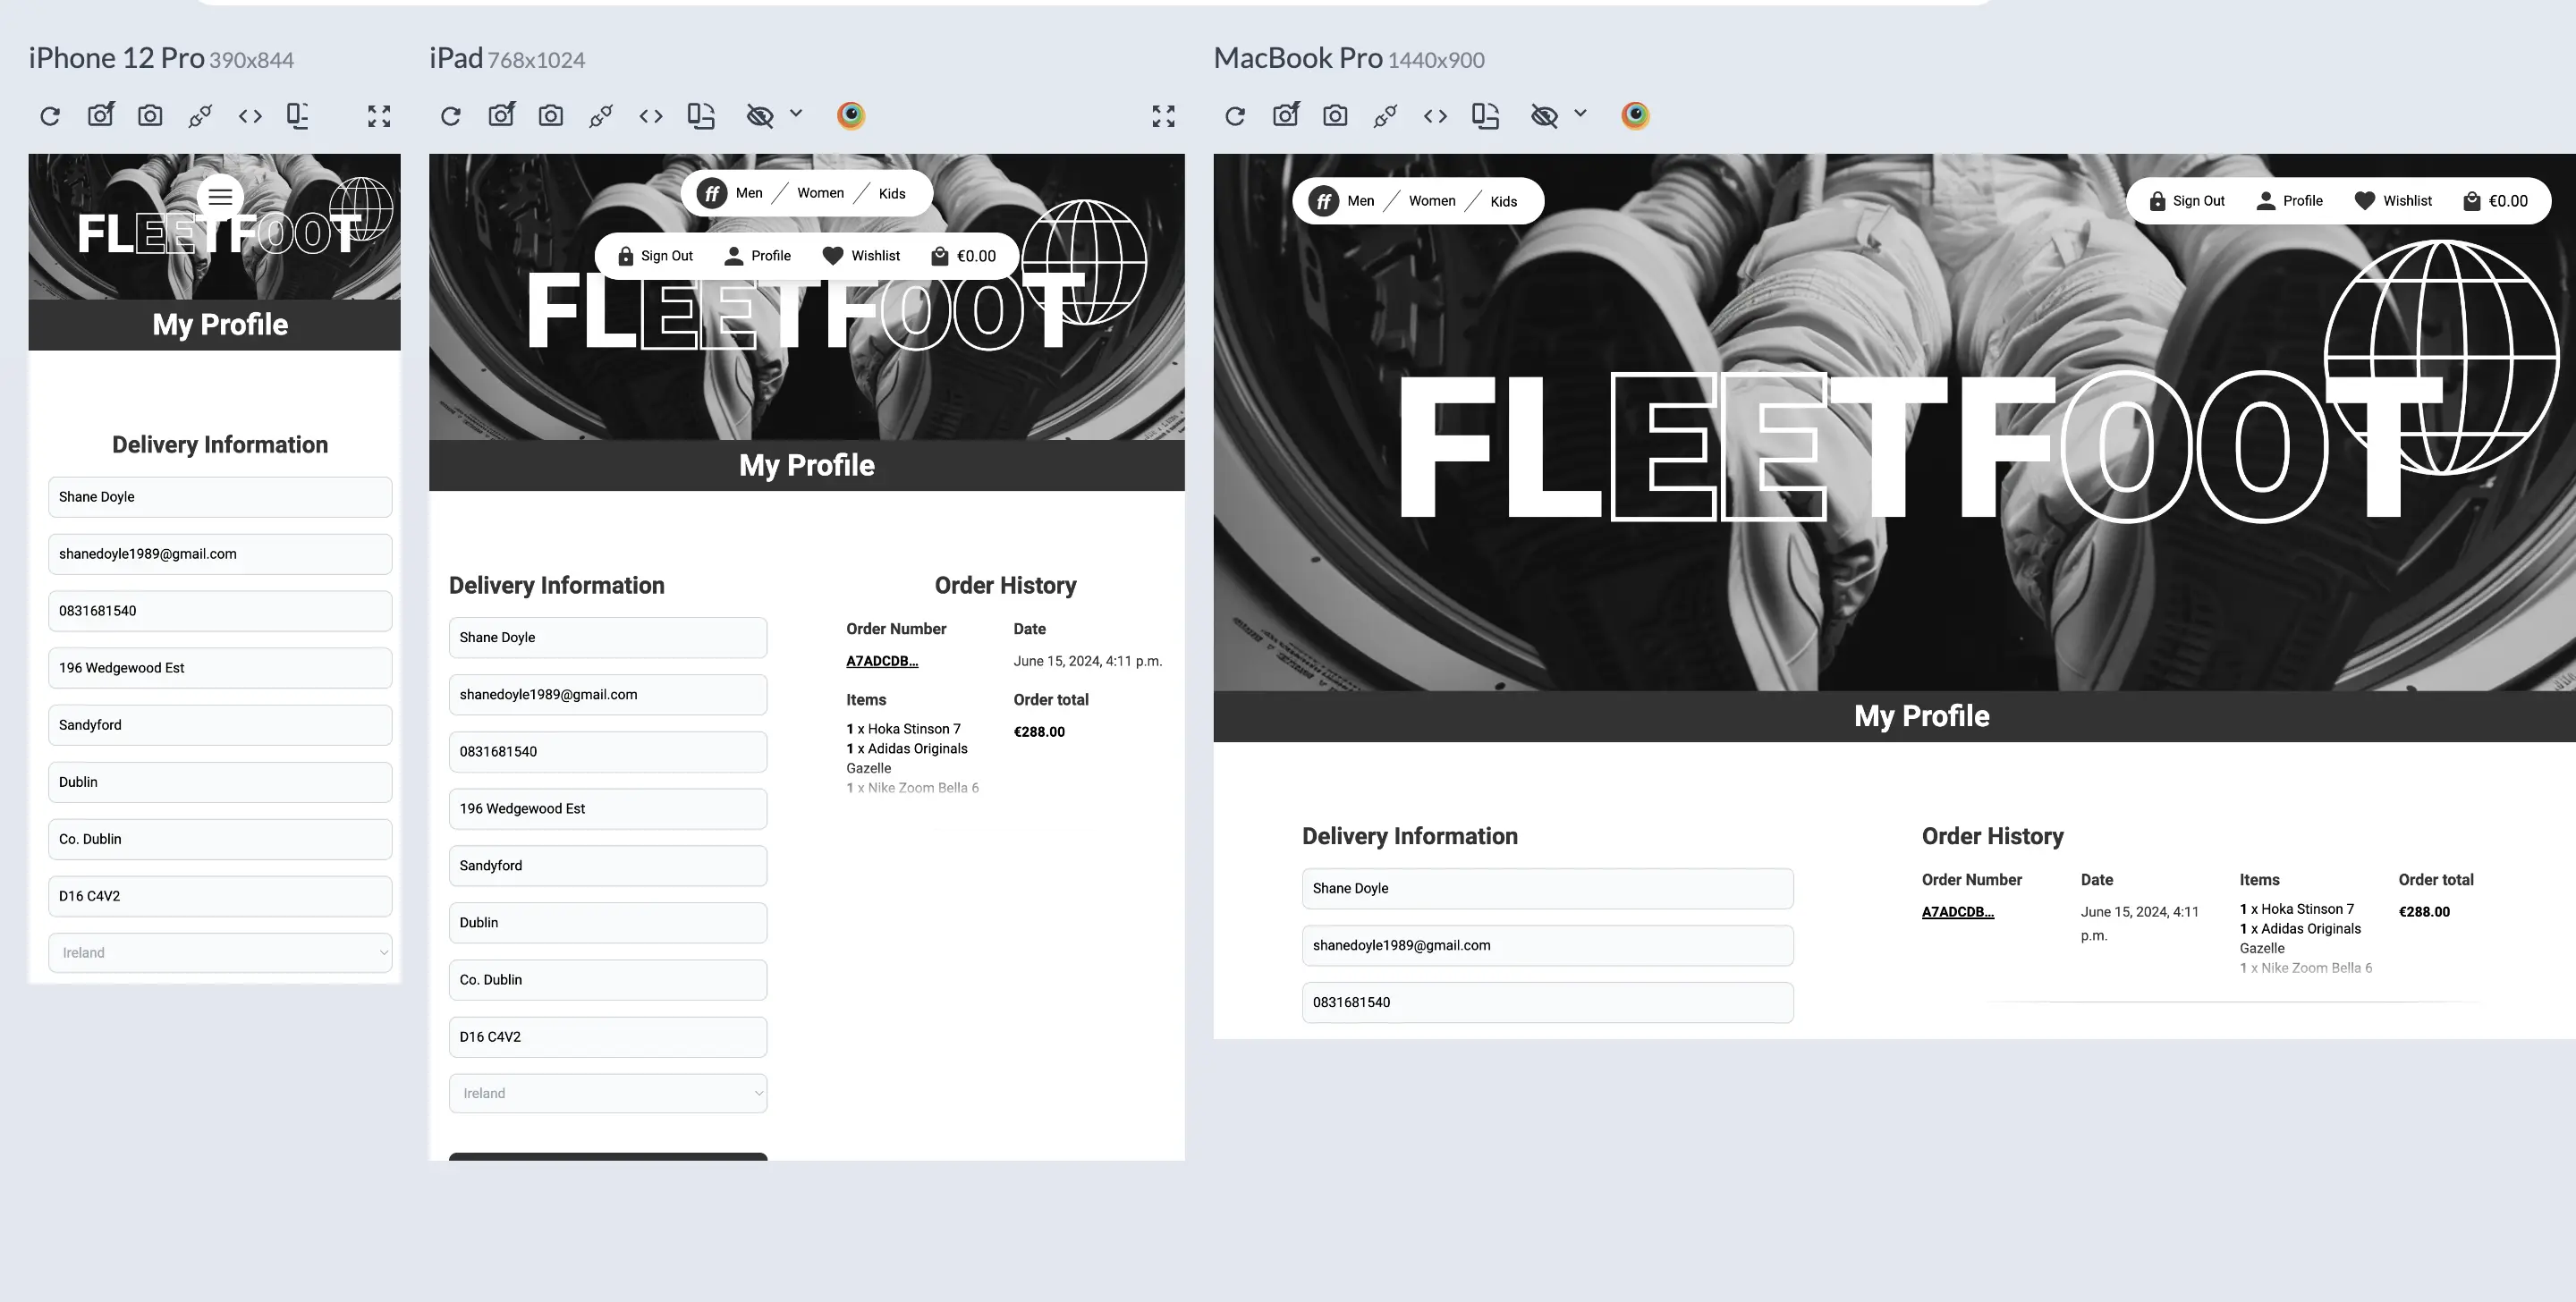 iPhone 12 Pro 390x844
FLEETFOOT
My Profile
Delivery Information
Shane Doyle
shanedoyle1989@gmail.com
0831681540
196 Wedgewood Est
Sandyford
Dublin
Co. Dublin
D16 C4V2
Ireland
iPad 768x1024
ff Men Women Kids
Sign Out Profile Wishlist €0.00
FLEETFOOT
My Profile
Delivery Information
Shane Doyle
shanedoyle1989@gmail.com
0831681540
196 Wedgewood Est
Sandyford
Dublin
Co. Dublin
D16 C4V2
Ireland
Order History
Order Number Date
A7ADCDB... June 15, 2024, 4:11 p.m.
Items Order total
1 x Hoka Stinson 7 €288.00
1 x Adidas Originals
Gazelle
1 x Nike Zoom Bella 6
MacBook Pro 1440x900
ff Men Women Kids
Sign Out Profile Wishlist €0.00
FLEETFOOT
My Profile
Delivery Information
Shane Doyle
shanedoyle1989@gmail.com
0831681540
Order History
Order Number Date Items Order total
A7ADCDB... June 15, 2024, 4:11 1 x Hoka Stinson 7 €288.00
p.m. 1 x Adidas Originals
Gazelle
1 x Nike Zoom Bella 6